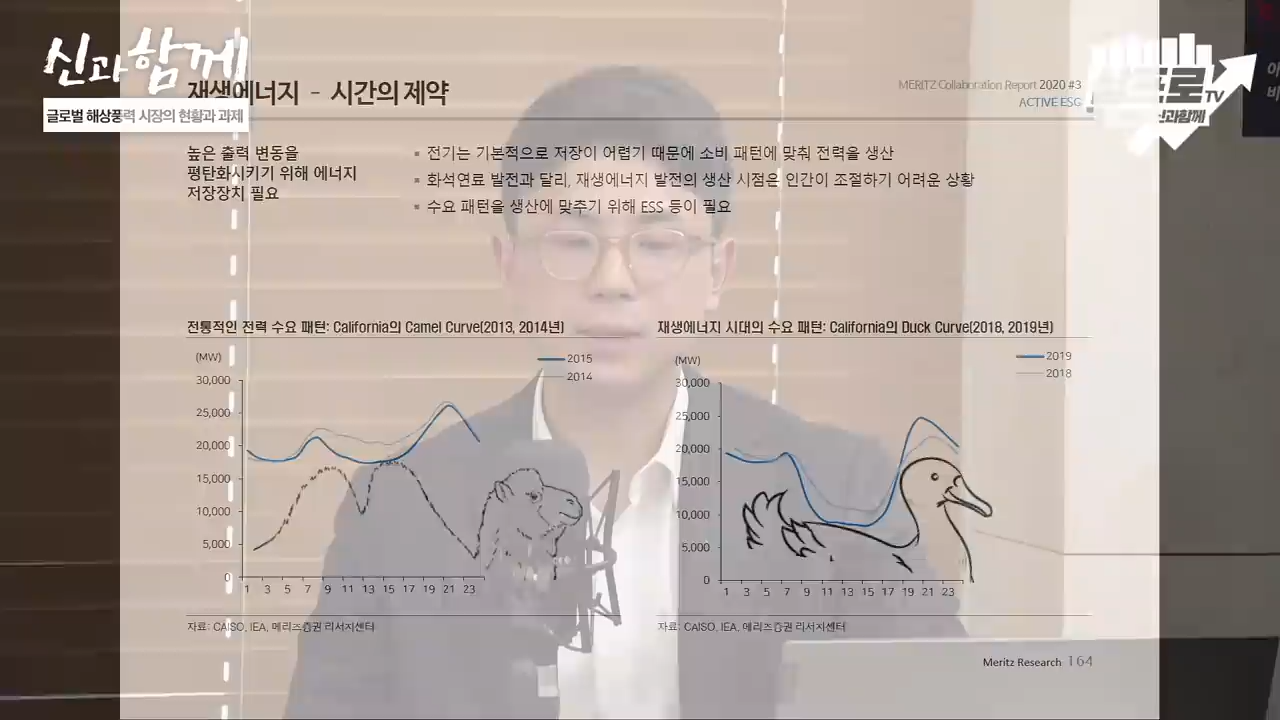 신과함께
글로벌 해상풍력 시장의 현황과 과제
재생에너지 - 시간의 제약
MERITZ Collaboration Report 2020 #3
ACTIVE ESG
프로TV
신과함께
높은 출력 변동을
평탄화시키기 위해 에너지
저장장치 필요
▪ 전기는 기본적으로 저장이 어렵기 때문에 소비 패턴에 맞춰 전력을 생산
▪ 화석연료 발전과 달리, 재생에너지 발전의 생산 시점은 인간이 조절하기 어려운 상황
▪ 수요 패턴을 생산에 맞추기 위해 ESS 등이 필요
전통적인 전력 수요 패턴: California의 Camel Curve(2013, 2014년)
(MW)
2015
2014
30,000
25,000
20,000
15,000
10,000
5,000
0
1 3 5 7 9 11 13 15 17 19 21 23
자료: CAISO, IEA, 메리츠증권 리서치센터
재생에너지 시대의 수요 패턴: California의 Duck Curve(2018, 2019년)
(MW)
2019
2018
30,000
25,000
20,000
15,000
10,000
5,000
0
1 3 5 7 9 11 13 15 17 19 21 23
자료: CAISO, IEA, 메리츠증권 리서치센터
Meritz Research 164